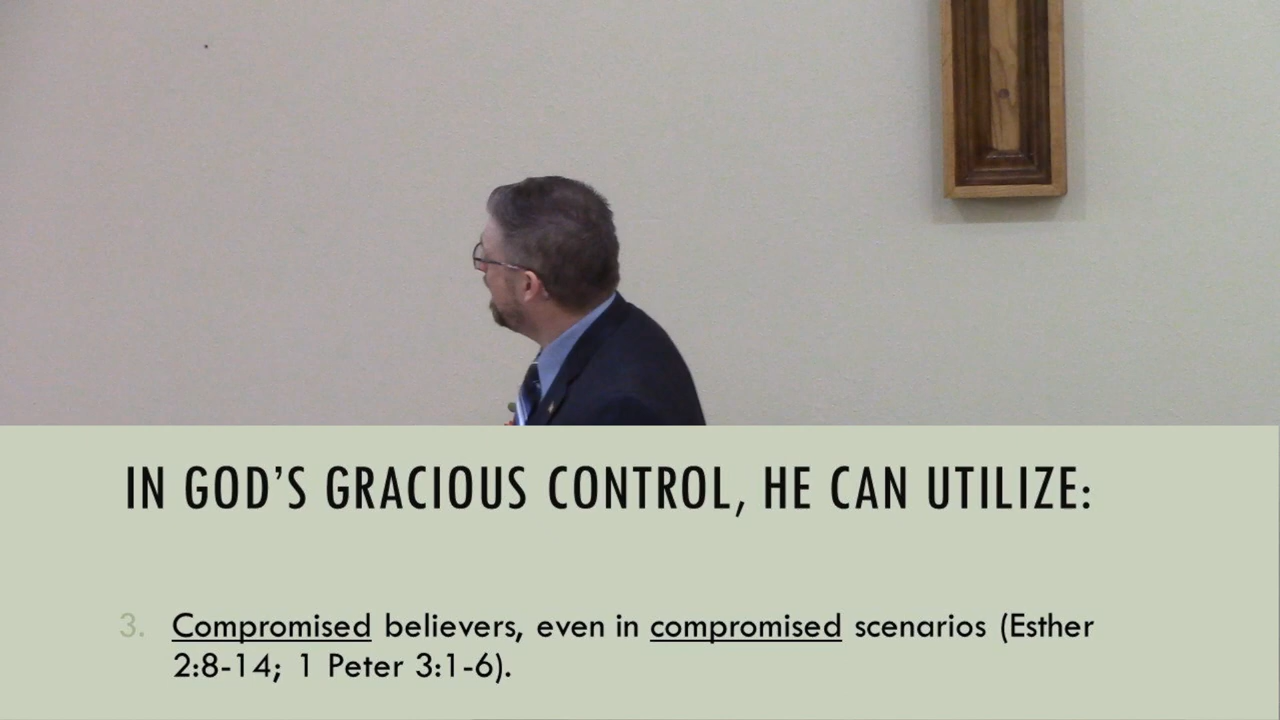 IN GOD'S GRACIOUS CONTROL, HE CAN UTILIZE:
3. Compromised believers, even in compromised scenarios (Esther
2:8-14; 1 Peter 3:1-6).